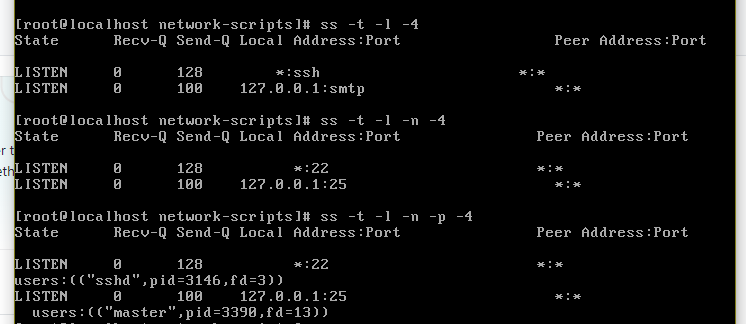 [root@localhost network-scripts]# ss -t -l -4
State Recv-Q Send-Q Local Address:Port Peer Address:Port
LISTEN 0 128 *:ssh *:*
LISTEN 0 100 127.0.0.1:smtp *:*
[root@localhost network-scripts]# ss -t -l -n -4
State Recv-Q Send-Q Local Address:Port Peer Address:Port
LISTEN 0 128 *:22 *:*
LISTEN 0 100 127.0.0.1:25 *:*
[root@localhost network-scripts]# ss -t -l -n -p -4
State Recv-Q Send-Q Local Address:Port Peer Address:Port
LISTEN 0 128 *:22 *:*
users:(("sshd",pid=3146,fd=3))
LISTEN 0 100 127.0.0.1:25 *:*
users:(("master",pid=3390,fd=13))